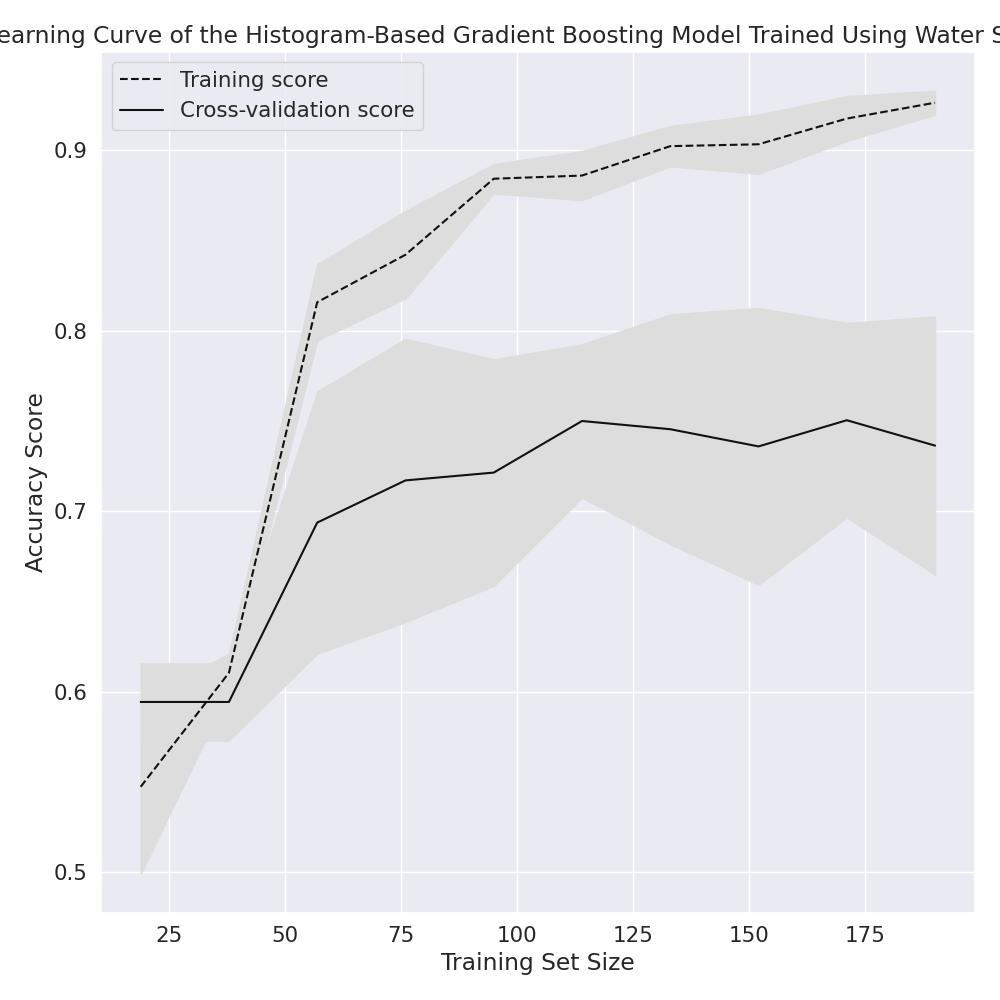 earning Curve of the Histogram-Based Gradient Boosting Model Trained Using Water S
Training score
Cross-validation score
0.9
0.8
0.7
0.6
0.5
Accuracy Score
25 50 75 100 125 150 175
Training Set Size